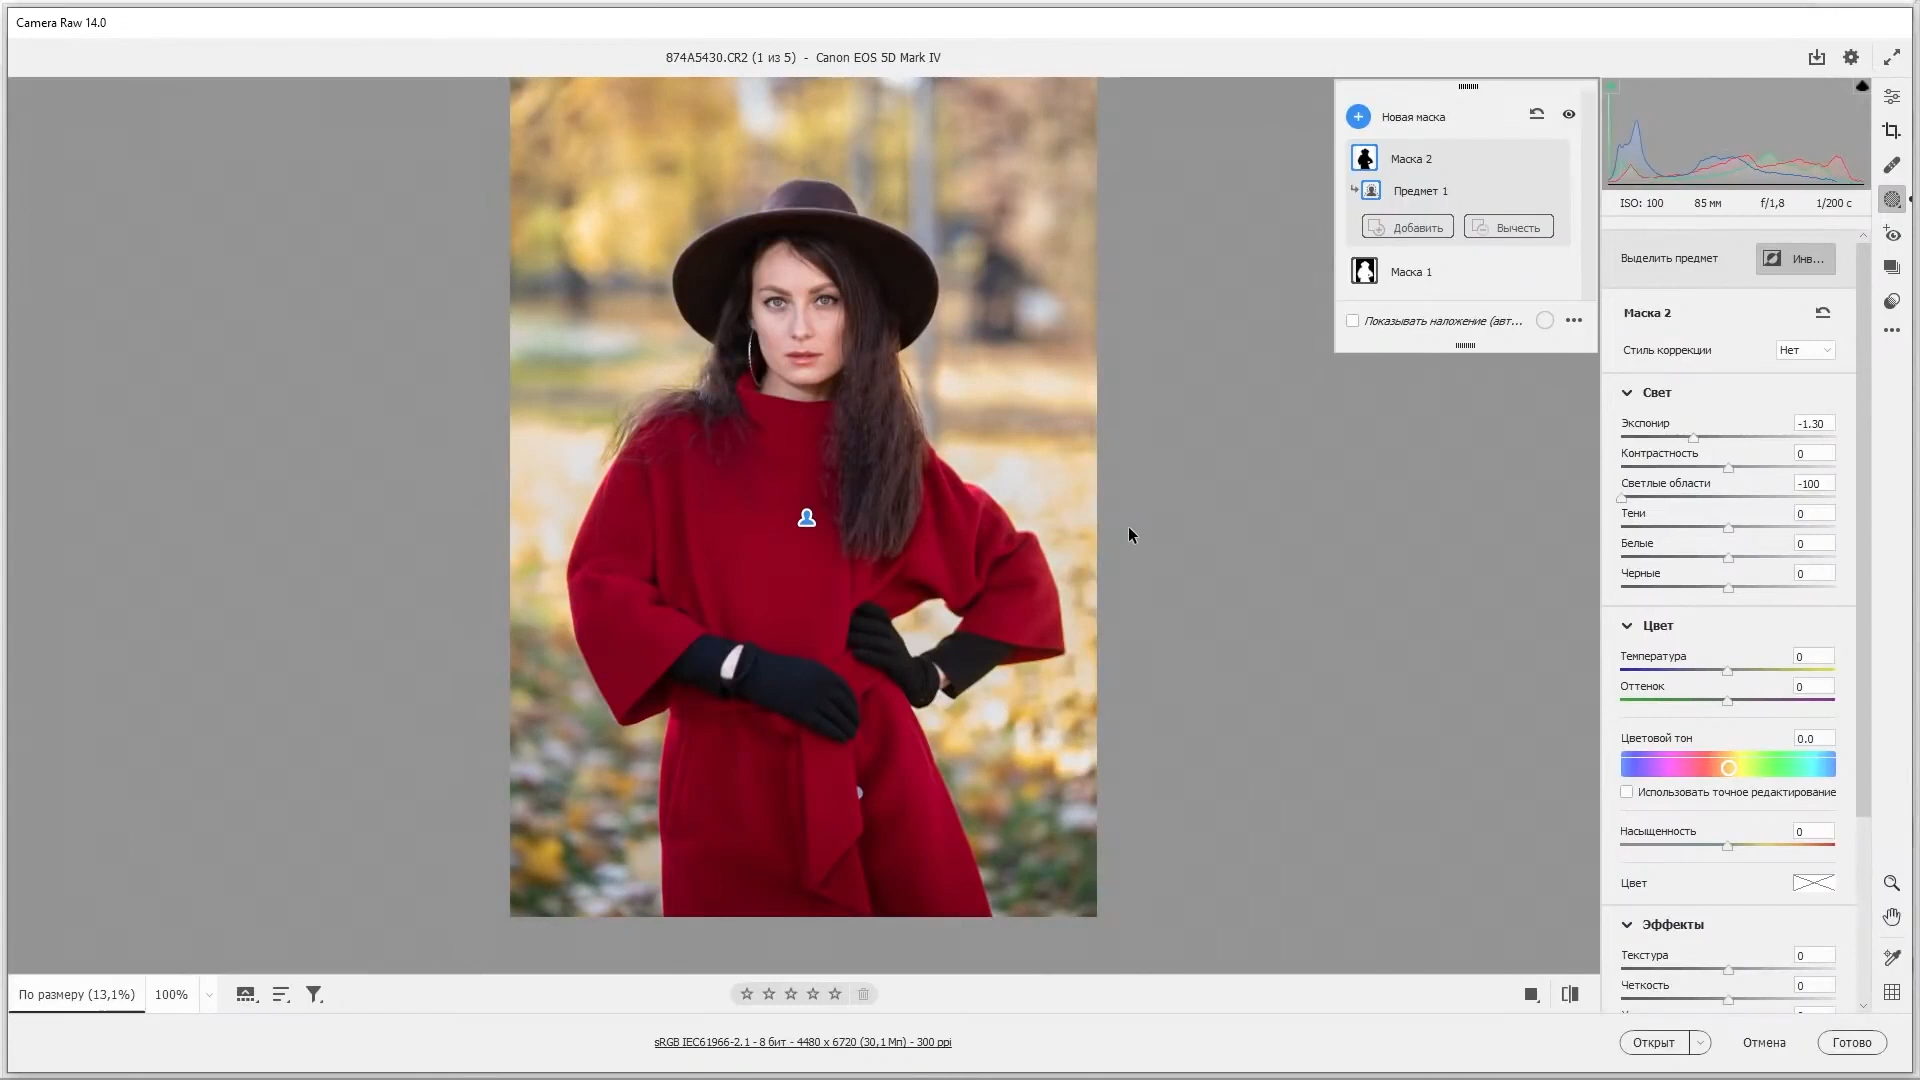 Camera Raw 14.0
874A5430.CR2 (1 из 5) - Canon EOS 5D Mark IV
Новая маска
Маска 2
Предмет 1
Добавить
Вычесть
Маска 1
Показывать наложение (авт...
ISO: 100 85 мм f/1,8 1/200 с
Выделить предмет Инв...
Маска 2
Стиль коррекции Нет
Свет
Экспонир -1.30
Контрастность 0
Светлые области -100
Тени 0
Белые 0
Черные 0
Цвет
Температура 0
Оттенок 0
Цветовой тон 0.0
Использовать точное редактирование
Насыщенность 0
Цвет
Эффекты
Текстура 0
Четкость 0
По размеру (13,1%) 100%
sRGB IEC61966-2.1 - 8 бит - 4480 x 6720 (30,1 Мп) - 300 ppi
Открыт Отмена Готово